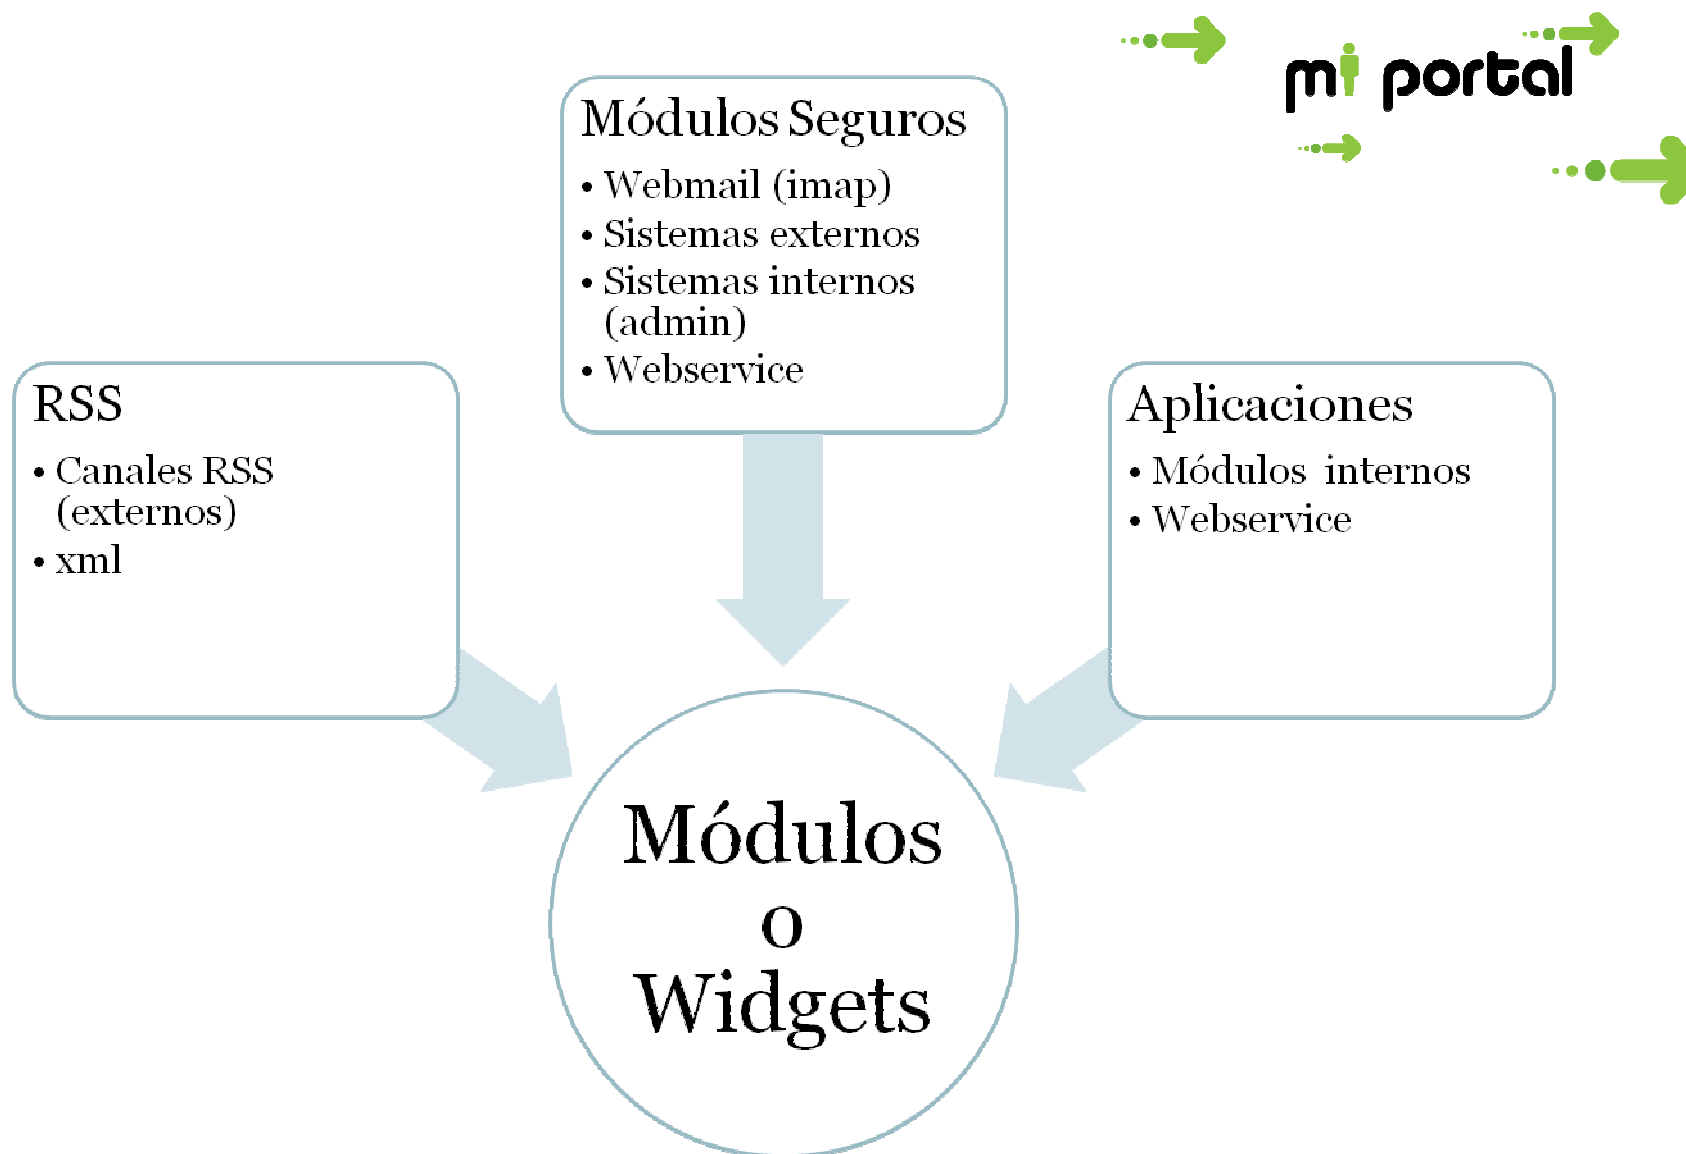 mi portal
Módulos Seguros
• Webmail (imap)
• Sistemas externos
• Sistemas internos
(admin)
• Webservice
RSS
• Canales RSS
(externos)
• xml
Aplicaciones
• Módulos internos
• Webservice
Módulos
o
Widgets